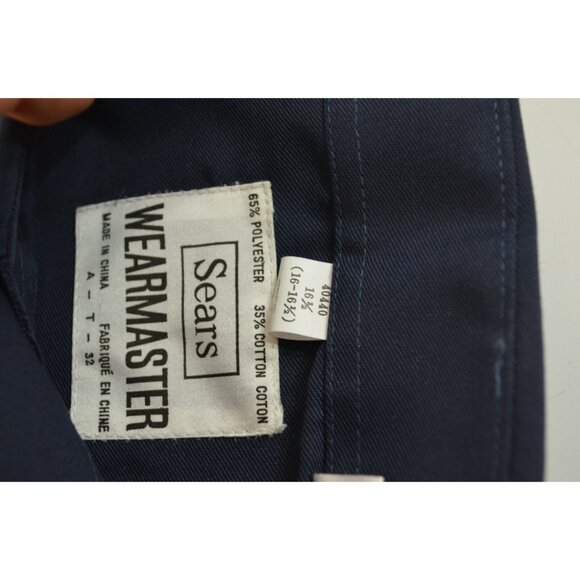 65% POLYESTER 35% COTTON COTON
Sears
WEARMASTER
MADE IN CHINA FABRIQUÉ EN CHINE
A - T - 32
40440
16½
(16-16½)